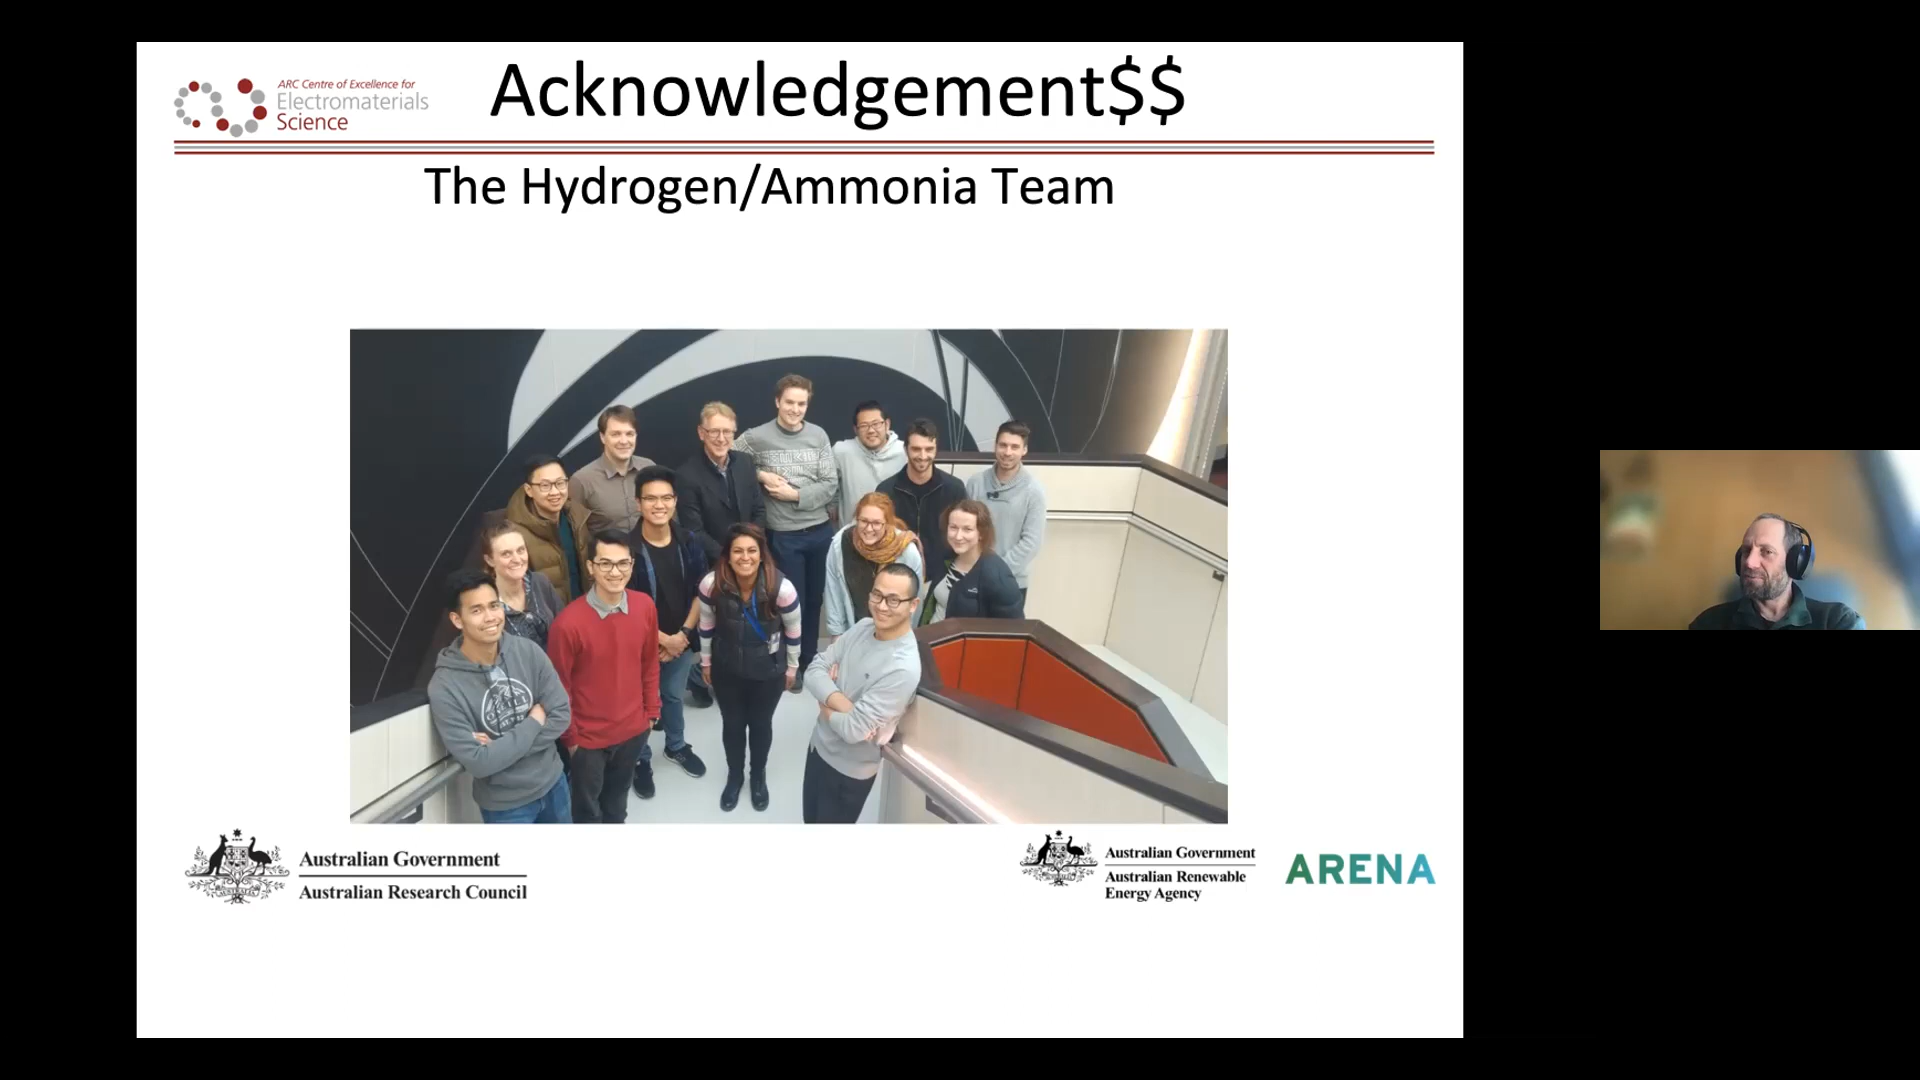 ARC Centre of Excellence for
Electromaterials
Science
Acknowledgement$$
The Hydrogen/Ammonia Team
Australian Government
Australian Research Council
Australian Government
Australian Renewable
Energy Agency
ARENA